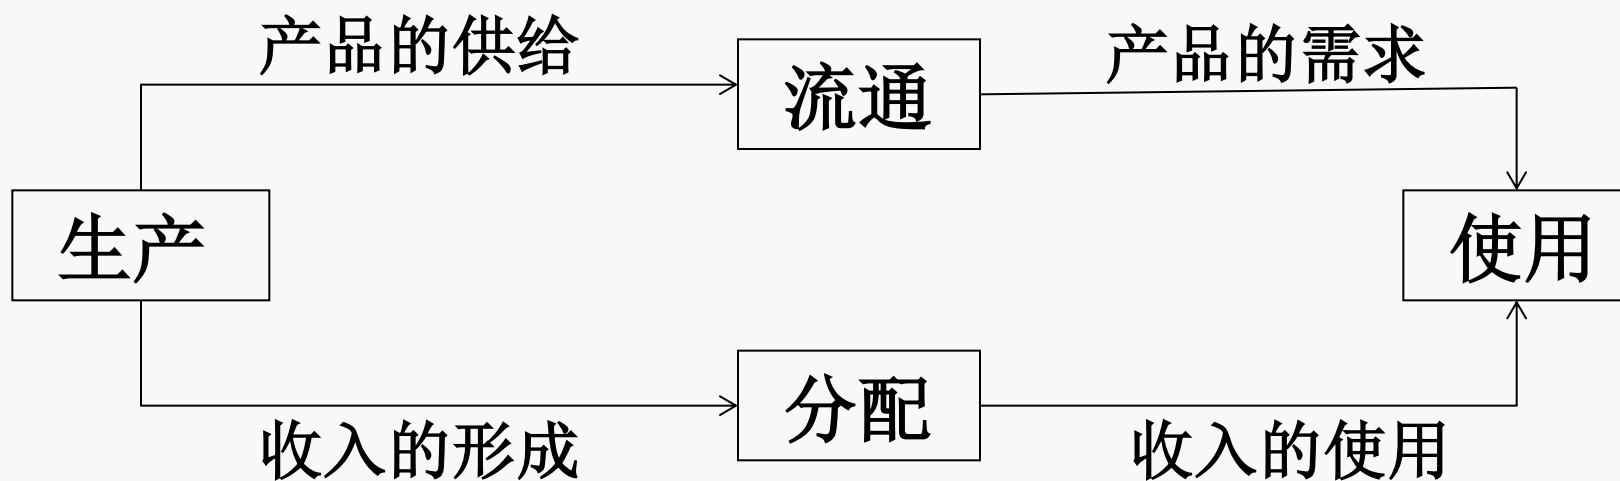 产品的供给
产品的需求
流通
生产
使用
分配
收入的形成
收入的使用